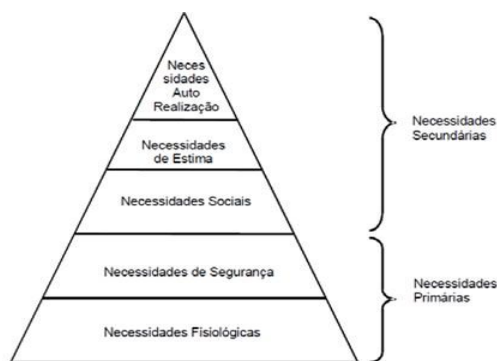 Neces
sidades
Auto
Realização
Necessidades
de Estima
Necessidades Sociais
Necessidades de Segurança
Necessidades Fisiológicas
Necessidades
Secundárias
Necessidades
Primárias